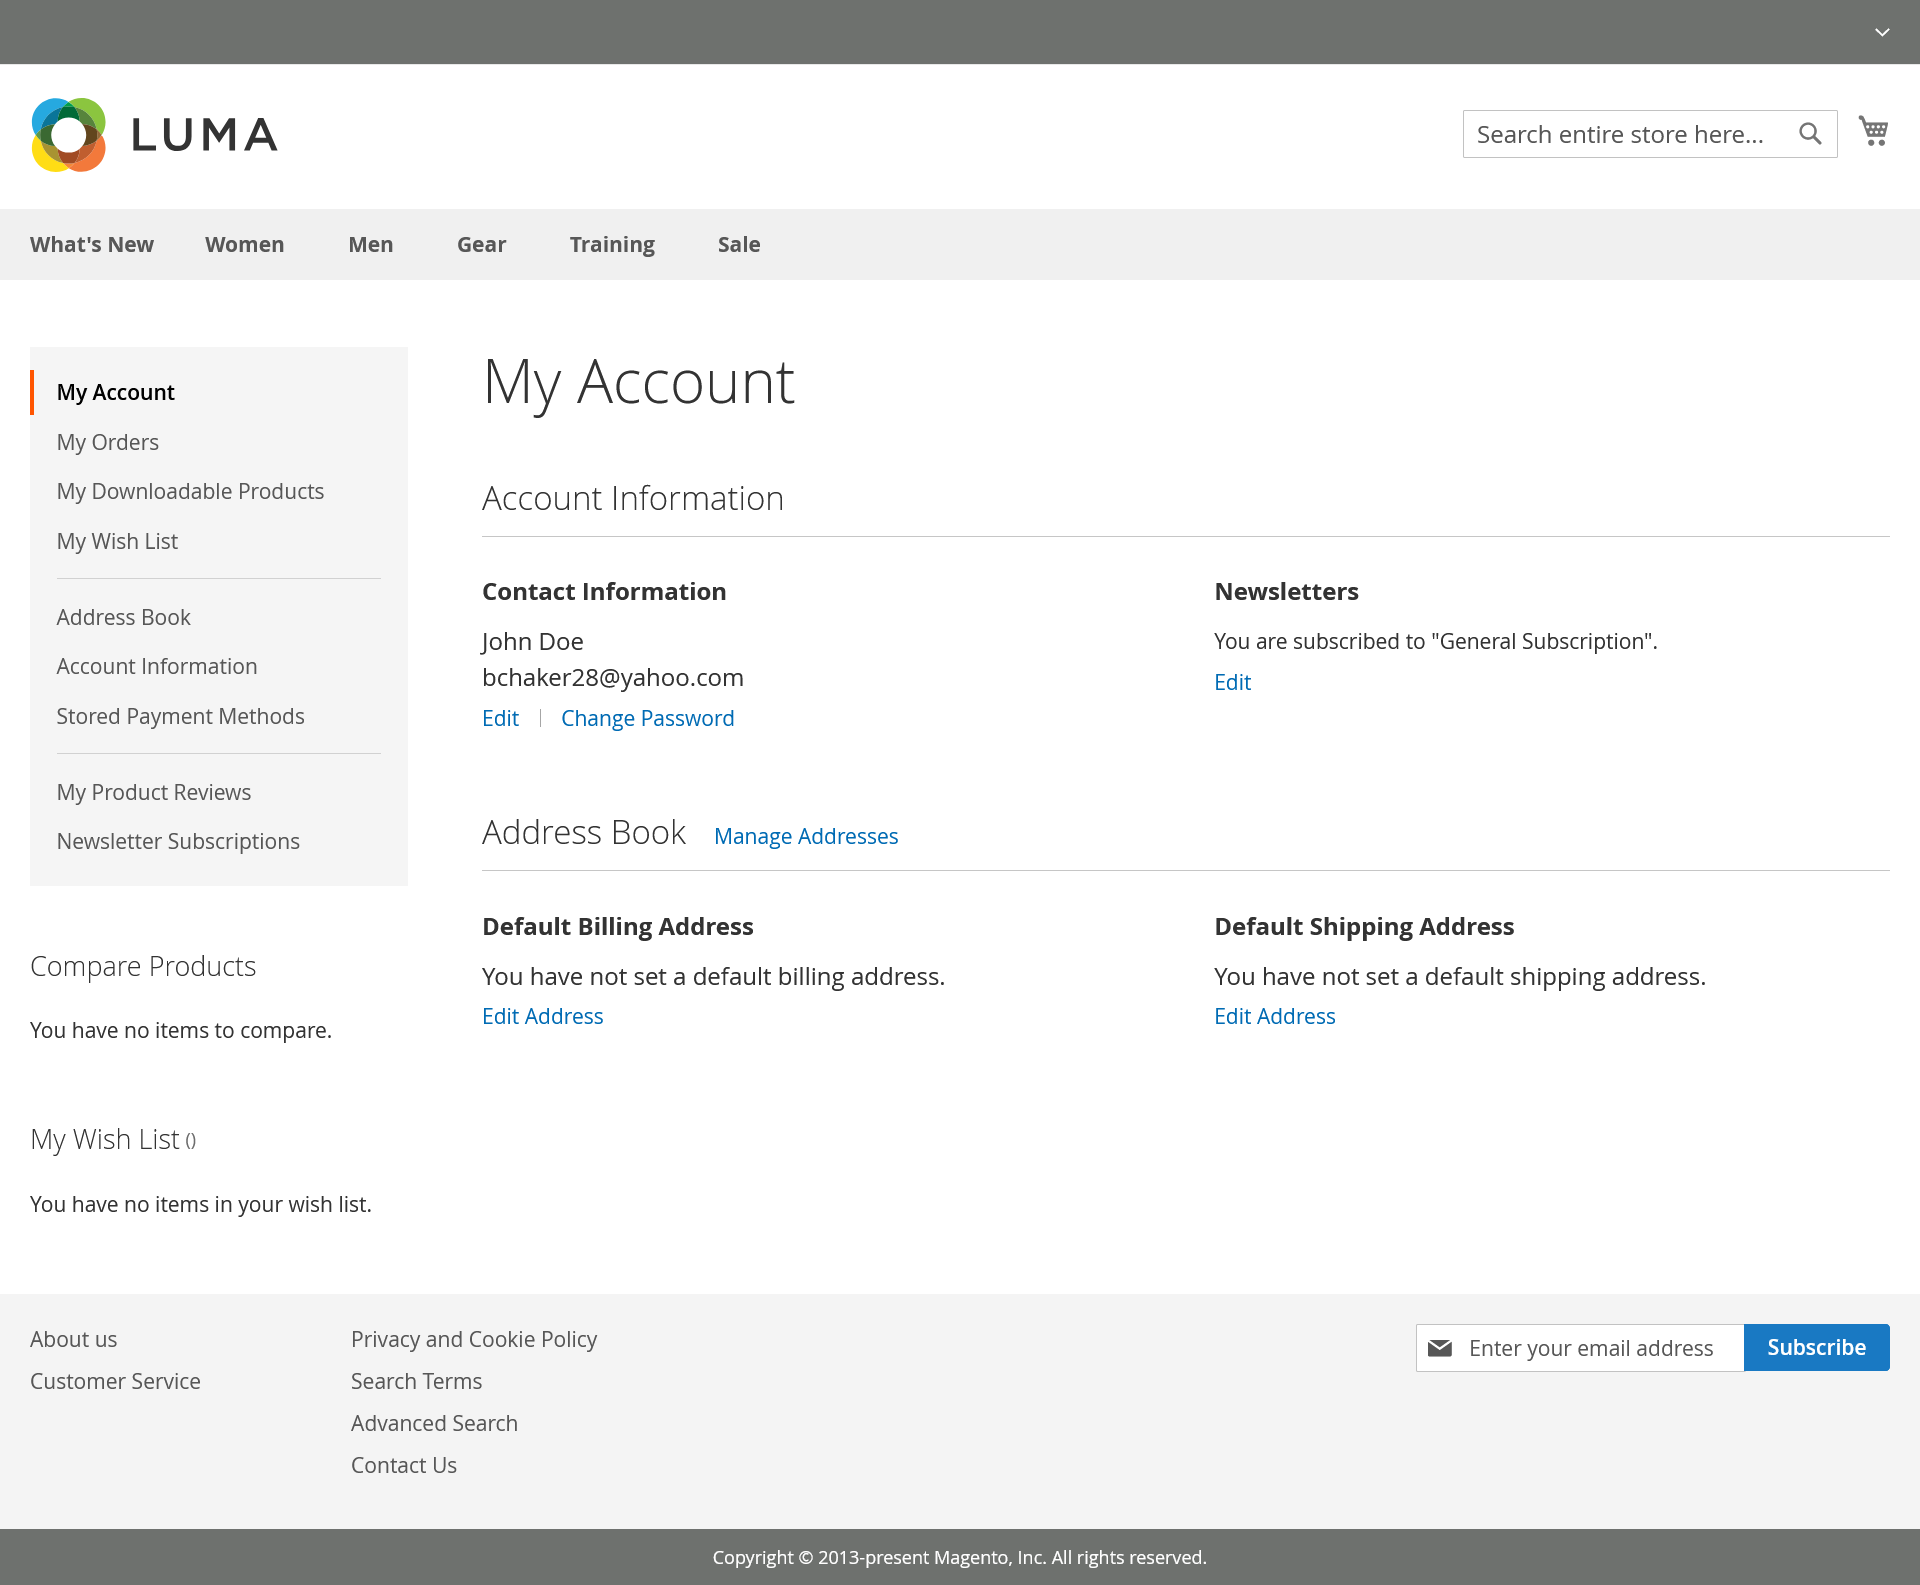 LUMA
Search entire store here...
What's New Women Men Gear Training Sale
My Account
My Orders
My Downloadable Products
My Wish List
Address Book
Account Information
Stored Payment Methods
My Product Reviews
Newsletter Subscriptions
Compare Products
You have no items to compare.
My Wish List ()
You have no items in your wish list.
My Account
Account Information
Contact Information
John Doe
bchaker28@yahoo.com
Edit Change Password
Newsletters
You are subscribed to "General Subscription".
Edit
Address Book Manage Addresses
Default Billing Address
You have not set a default billing address.
Edit Address
Default Shipping Address
You have not set a default shipping address.
Edit Address
About us
Customer Service
Privacy and Cookie Policy
Search Terms
Advanced Search
Contact Us
Enter your email address Subscribe
Copyright © 2013-present Magento, Inc. All rights reserved.